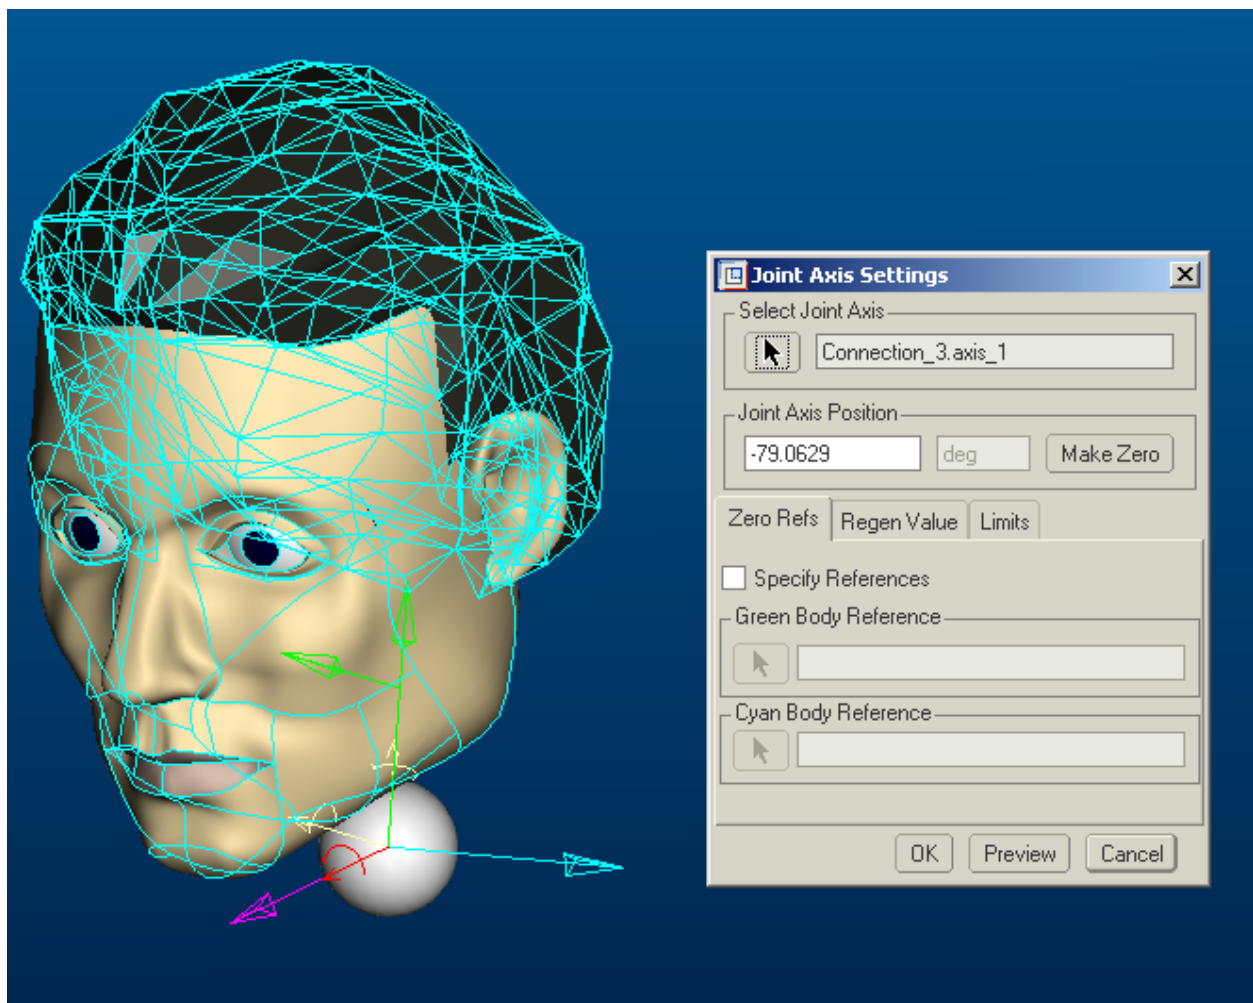 Joint Axis Settings
Select Joint Axis
Connection_3.axis_1
Joint Axis Position
-79.0629 deg Make Zero
Zero Refs Regen Value Limits
Specify References
Green Body Reference
Cyan Body Reference
OK Preview Cancel